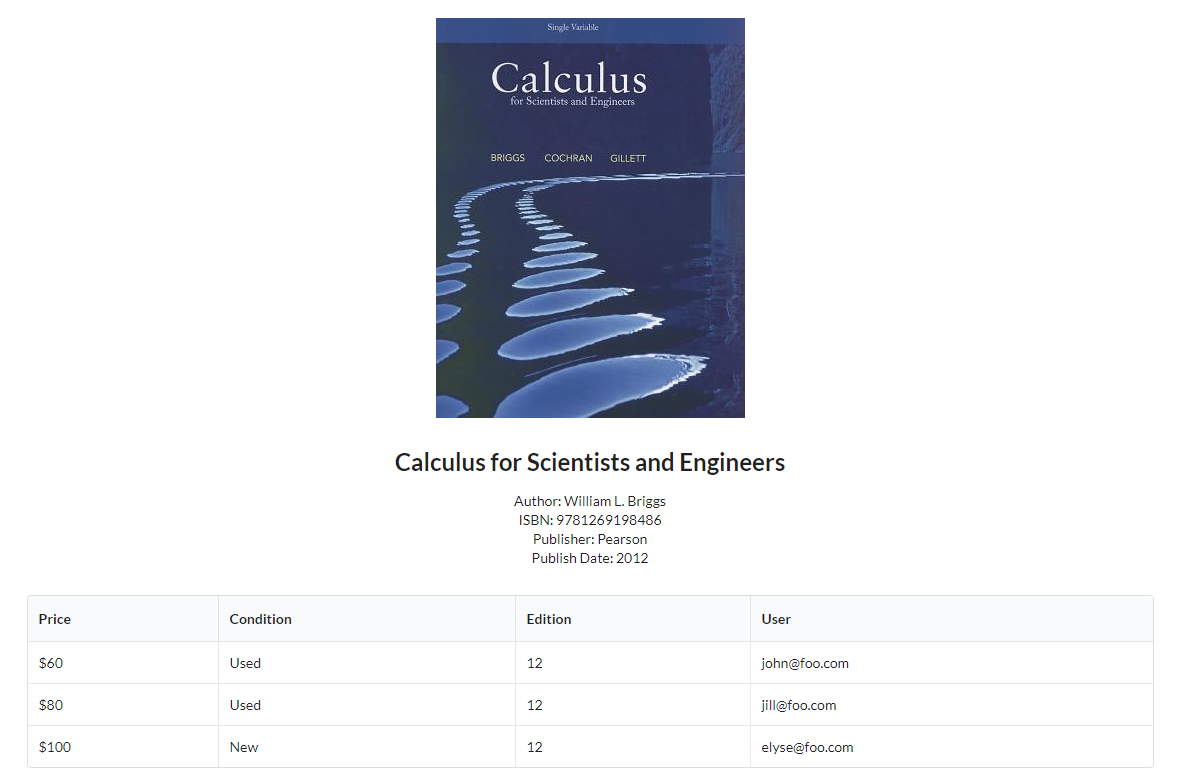 Single Variable
Calculus
for Scientists and Engineers
BRIGGS COCHRAN GILLETT
Calculus for Scientists and Engineers
Author: William L. Briggs
ISBN: 9781269198486
Publisher: Pearson
Publish Date: 2012
Price Condition Edition User
$60 Used 12 john@foo.com
$80 Used 12 jill@foo.com
$100 New 12 elyse@foo.com